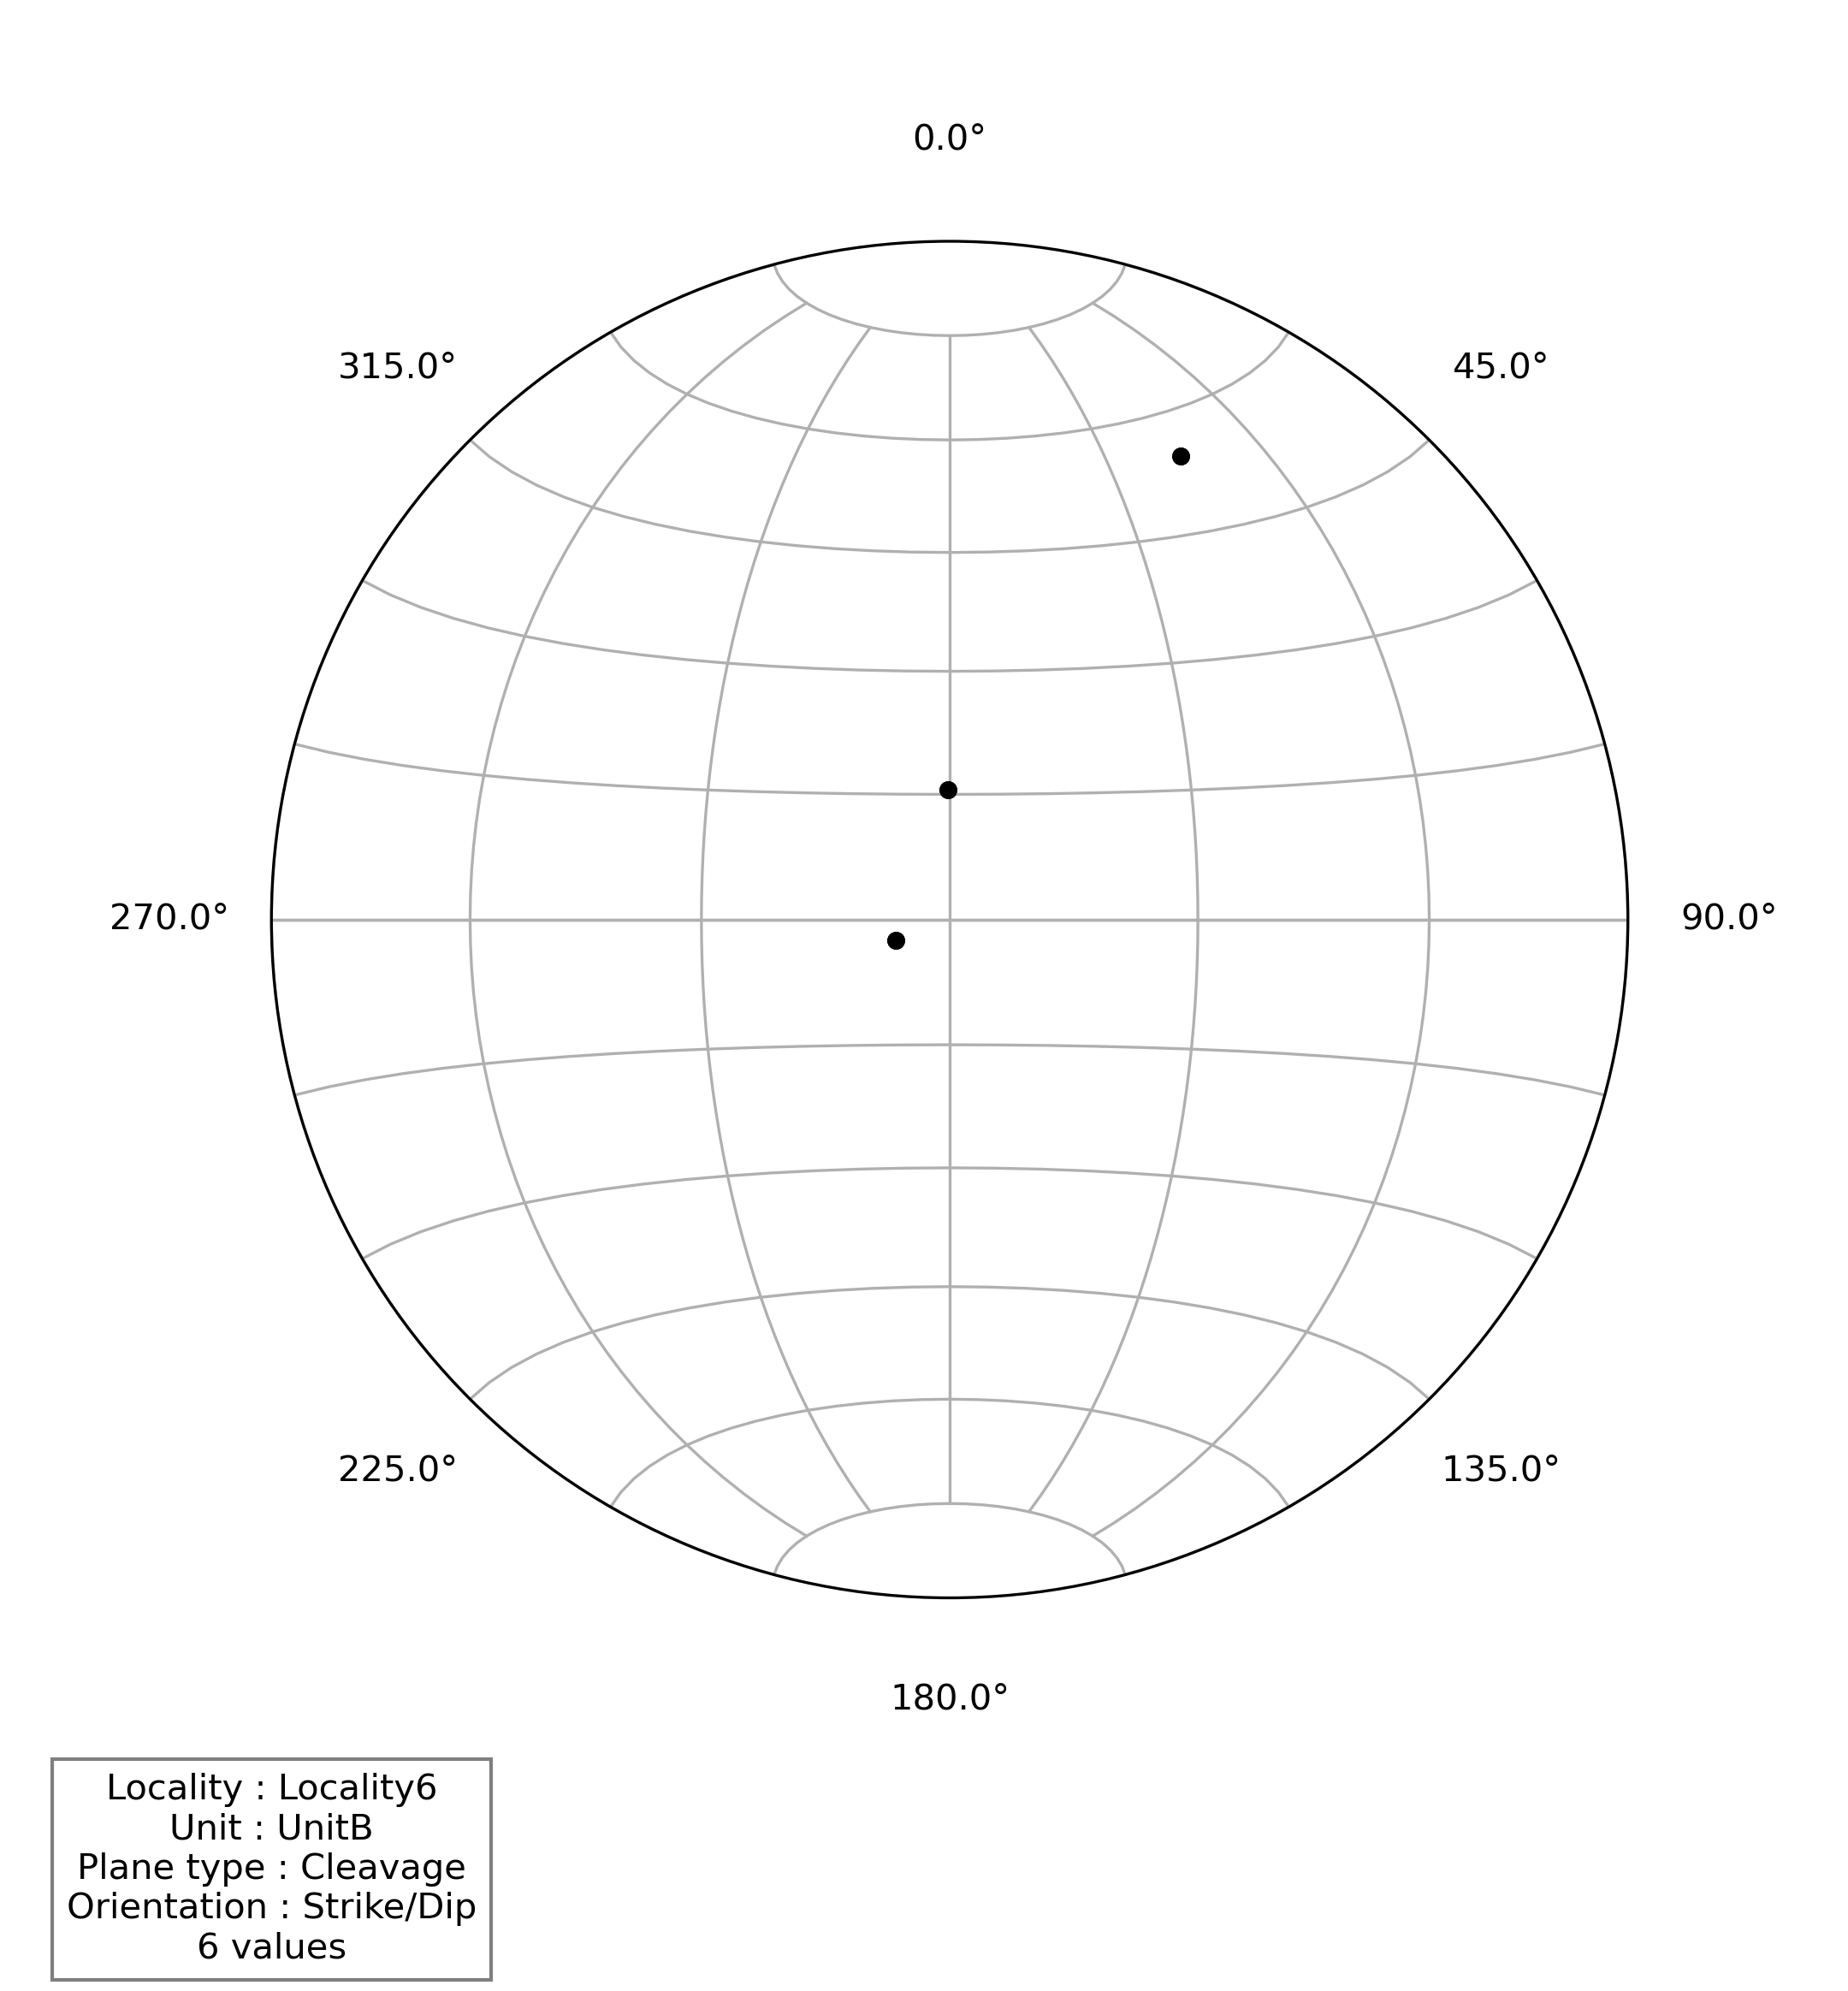 0.0°
315.0°
45.0°
270.0°
90.0°
225.0°
135.0°
180.0°
Locality : Locality6
Unit : UnitB
Plane type : Cleavage
Orientation : Strike/Dip
6 values